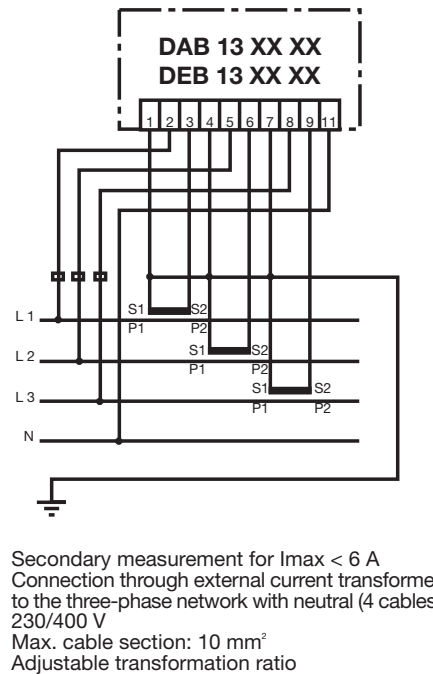 DAB 13 XX XX
DEB 13 XX XX
1 2 3 4 5 6 7 8 9 11
S1 S2
L 1
P1 P2
S1 S2
L 2
P1 P2
S1 S2
L 3
P1 P2
N
Secondary measurement for Imax < 6 A
Connection through external current transforme
to the three-phase network with neutral (4 cables
230/400 V
Max. cable section: 10 mm²
Adjustable transformation ratio